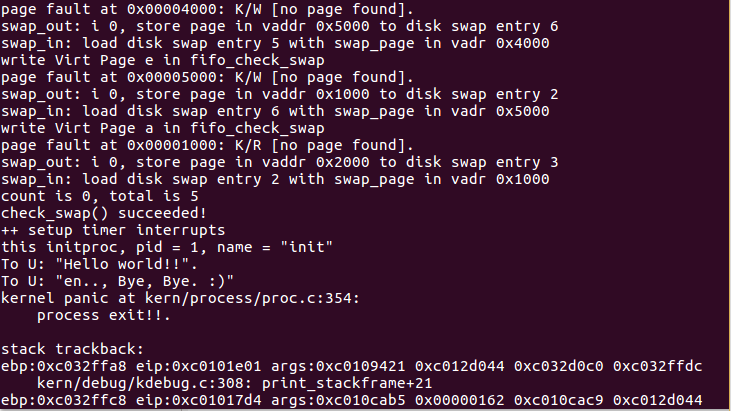 page fault at 0x00004000: K/W [no page found].
swap_out: i 0, store page in vaddr 0x5000 to disk swap entry 6
swap_in: load disk swap entry 5 with swap_page in vadr 0x4000
write Virt Page e in fifo_check_swap
page fault at 0x00005000: K/W [no page found].
swap_out: i 0, store page in vaddr 0x1000 to disk swap entry 2
swap_in: load disk swap entry 6 with swap_page in vadr 0x5000
write Virt Page a in fifo_check_swap
page fault at 0x00001000: K/R [no page found].
swap_out: i 0, store page in vaddr 0x2000 to disk swap entry 3
swap_in: load disk swap entry 2 with swap_page in vadr 0x1000
count is 0, total is 5
check_swap() succeeded!
++ setup timer interrupts
this initproc, pid = 1, name = "init"
To U: "Hello world!!".
To U: "en.., Bye, Bye. :)"
kernel panic at kern/process/proc.c:354:
    process exit!!.

stack trackback:
ebp:0xc032ffa8 eip:0xc0101e01 args:0xc0109421 0xc012d044 0xc032d0c0 0xc032ffdc
    kern/debug/kdebug.c:308: print_stackframe+21
ebp:0xc032ffc8 eip:0xc01017d4 args:0xc010cab5 0x00000162 0xc010cac9 0xc012d044